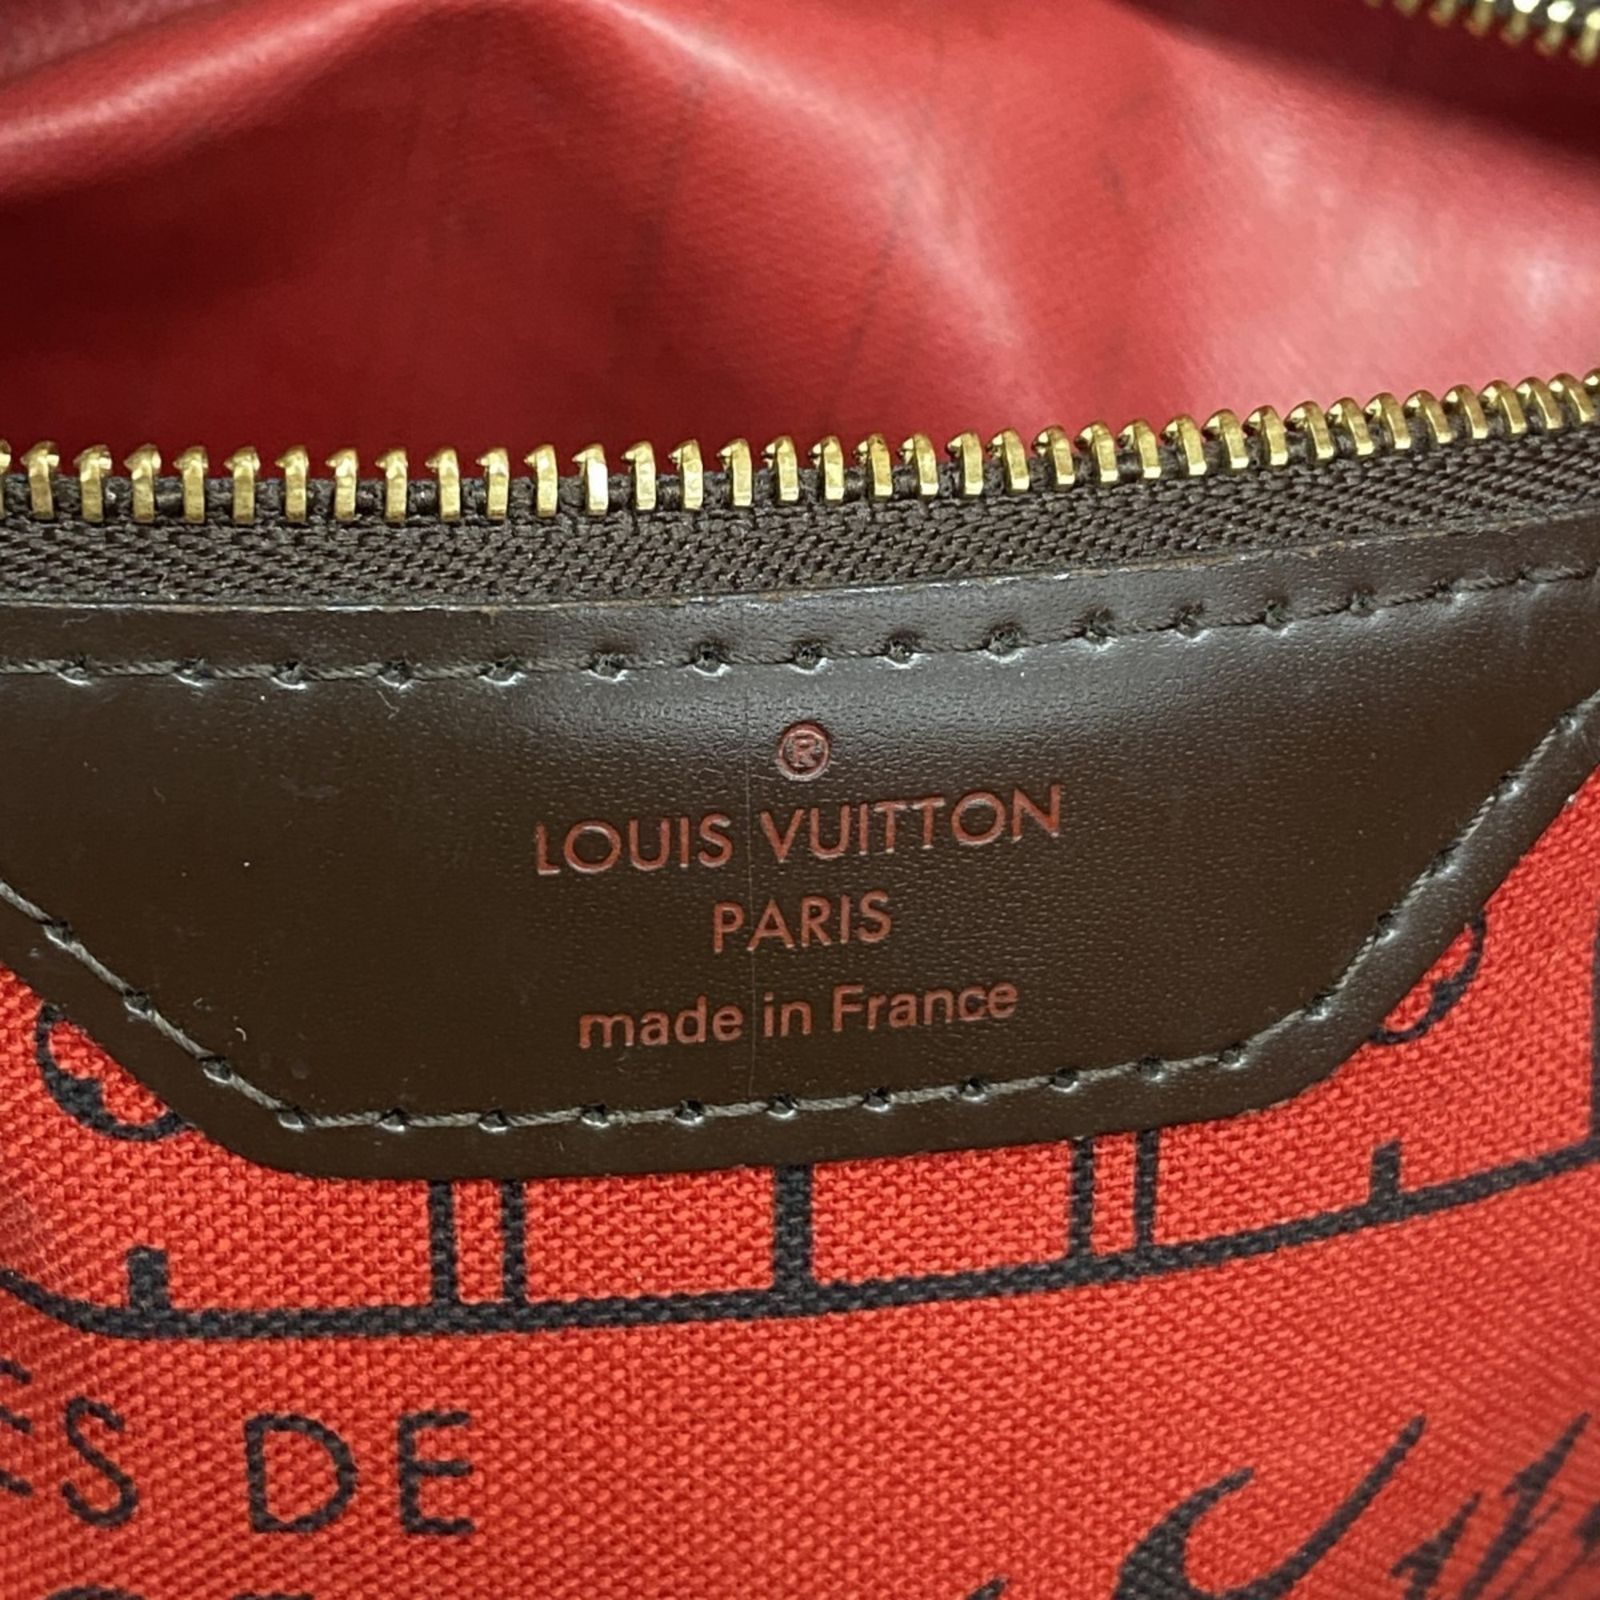 ®
LOUIS VUITTON
PARIS
made in France
ES DE